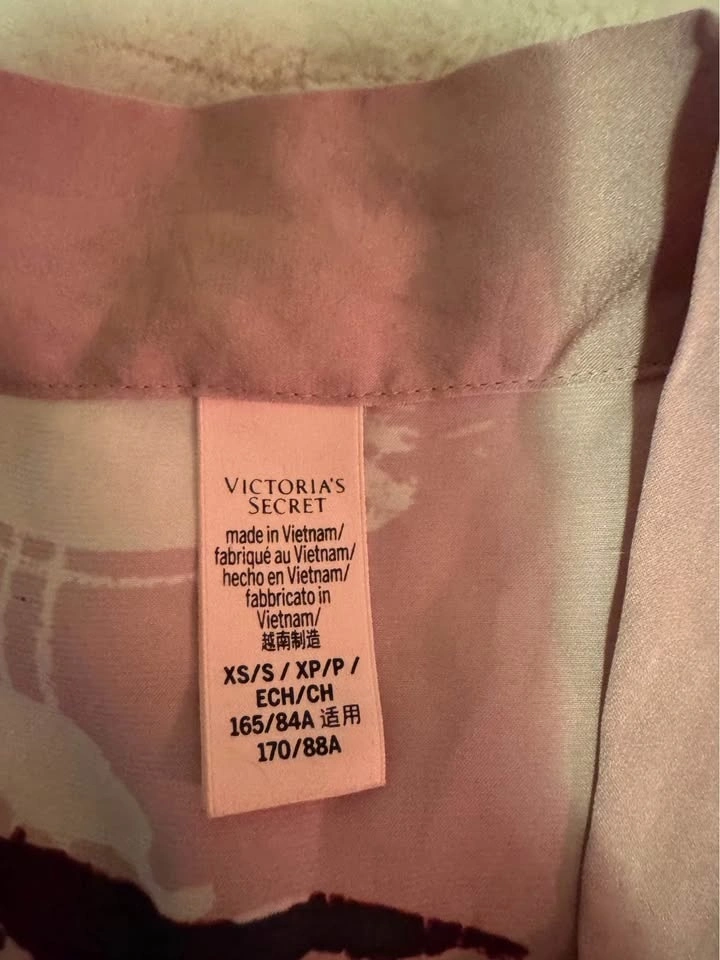 VICTORIA'S
SECRET
made in Vietnam/
fabriqué au Vietnam/
hecho en Vietnam/
fabbricato in
Vietnam/
越南制造
XS/S / XP/P /
ECH/CH
165/84A 适用
170/88A